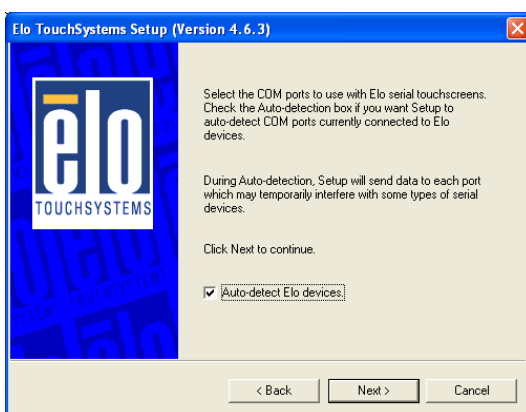 Elo TouchSystems Setup (Version 4.6.3)
Select the COM ports to use with Elo serial touchscreens.
Check the Auto-detection box if you want Setup to
auto-detect COM ports currently connected to Elo
devices.
elo
TOUCHSYSTEMS
During Auto-detection, Setup will send data to each port
which may temporarily interfere with some types of serial
devices.
Click Next to continue.
Auto-detect Elo devices.
< Back
Next >
Cancel